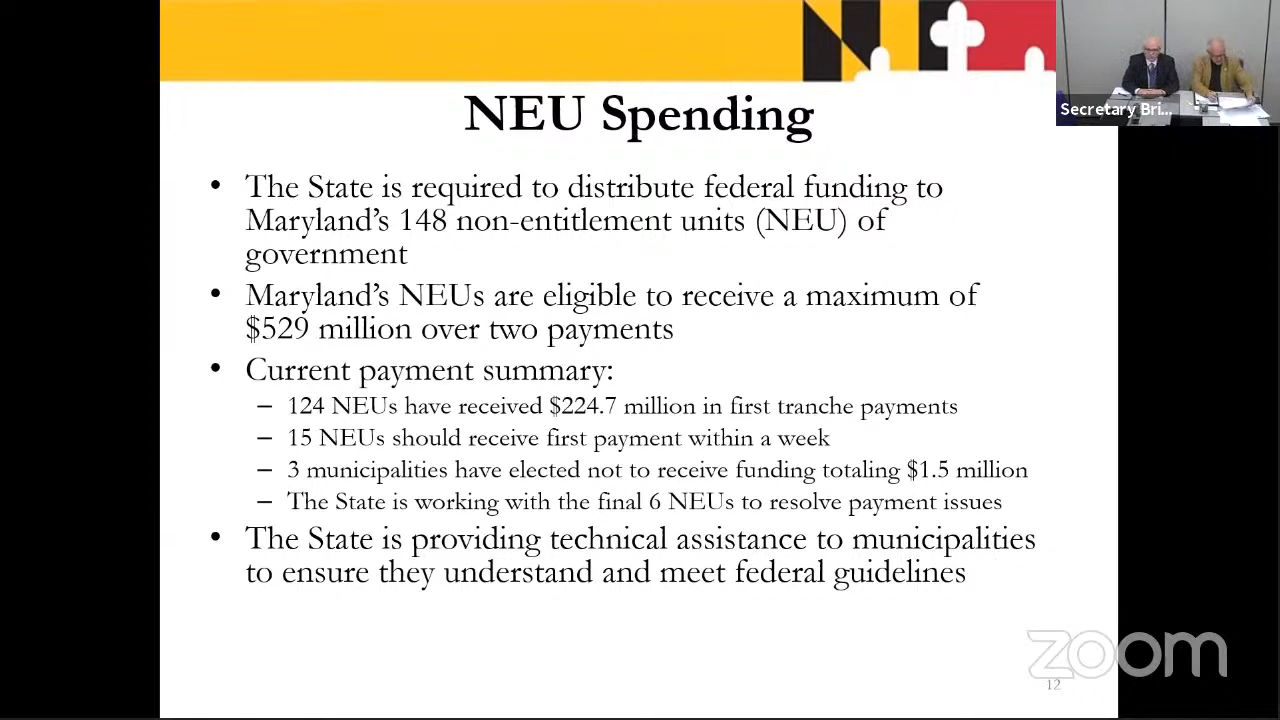 NEU Spending
Secretary Bri...
• The State is required to distribute federal funding to
Maryland’s 148 non-entitlement units (NEU) of
government
• Maryland’s NEUs are eligible to receive a maximum of
$529 million over two payments
• Current payment summary:
– 124 NEUs have received $224.7 million in first tranche payments
– 15 NEUs should receive first payment within a week
– 3 municipalities have elected not to receive funding totaling $1.5 million
– The State is working with the final 6 NEUs to resolve payment issues
• The State is providing technical assistance to municipalities
to ensure they understand and meet federal guidelines
zoom
12